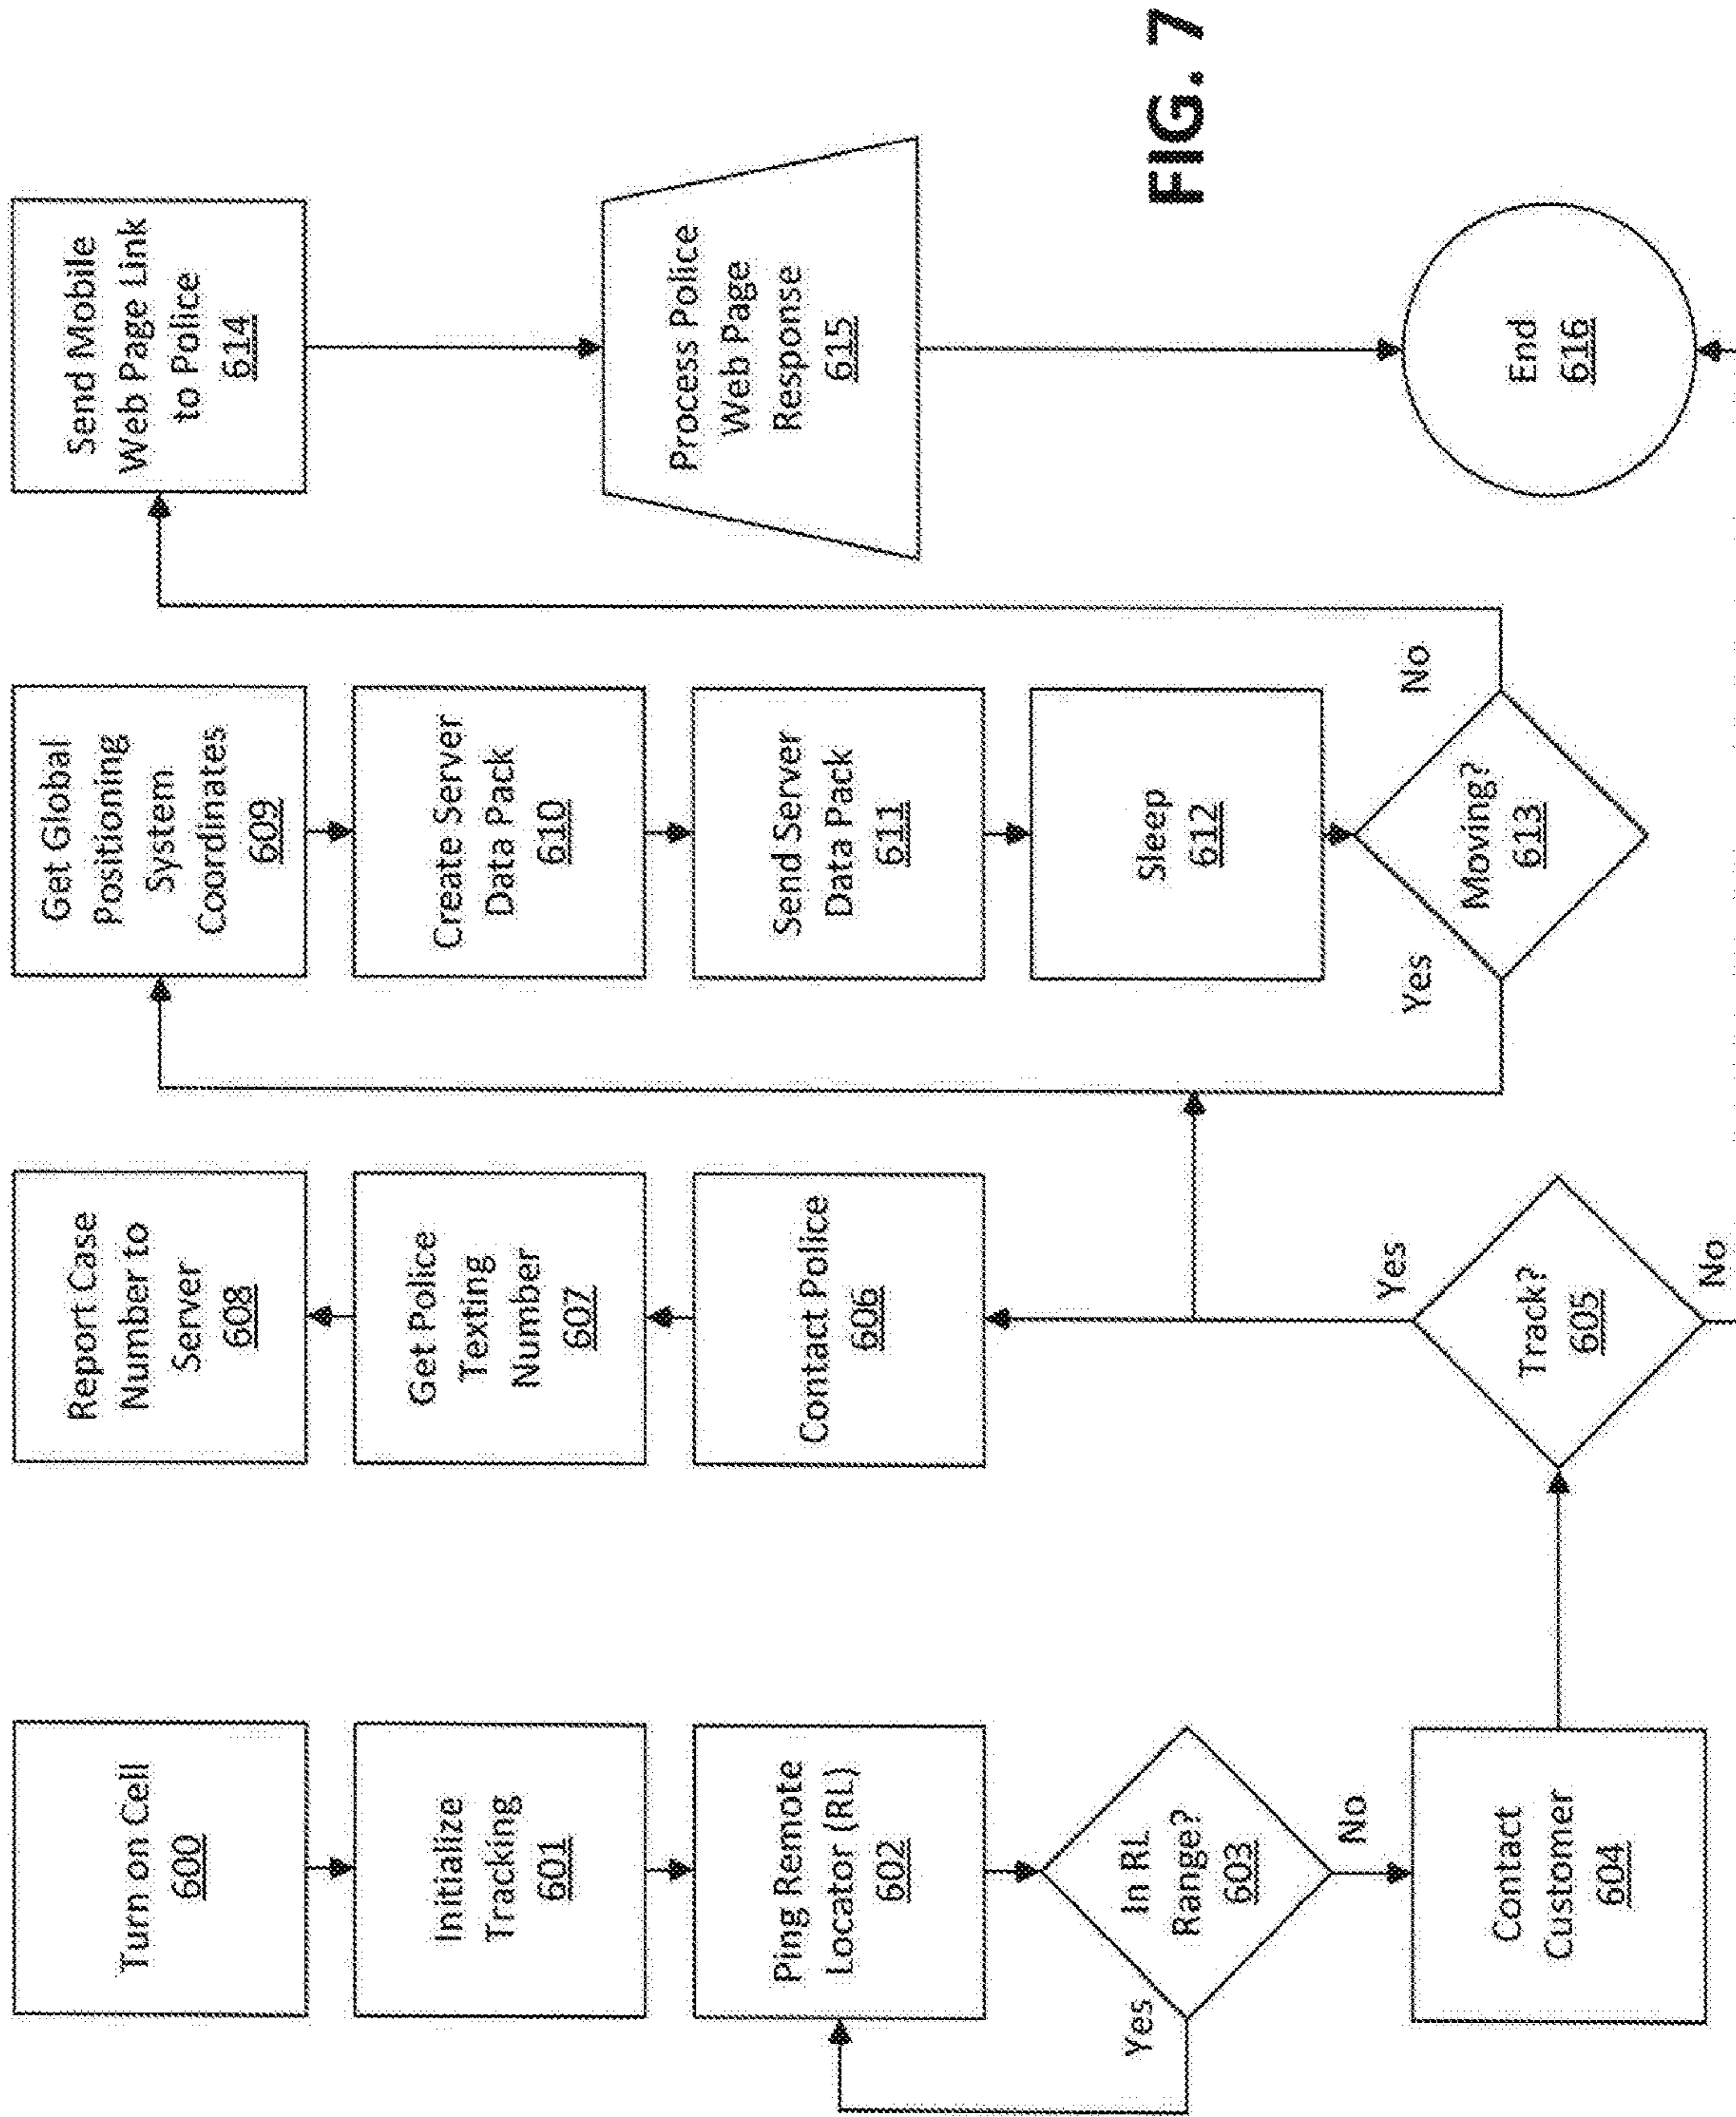 Turn on Cell
600
Initialize
Tracking
601
Ping Remote
Locator (RL)
602
In RL
Range?
603
Yes
No
Contact
Customer
604
Track?
605
Yes
No
Contact Police
606
Get Police
Texting
Number
607
Report Case
Number to
Server
608
Get Global
Positioning
System
Coordinates
609
Create Server
Data Pack
610
Send Server
Data Pack
611
Sleep
612
Moving?
613
Yes
No
Send Mobile
Web Page Link
to Police
614
Process Police
Web Page
Response
615
End
616
FIG. 7